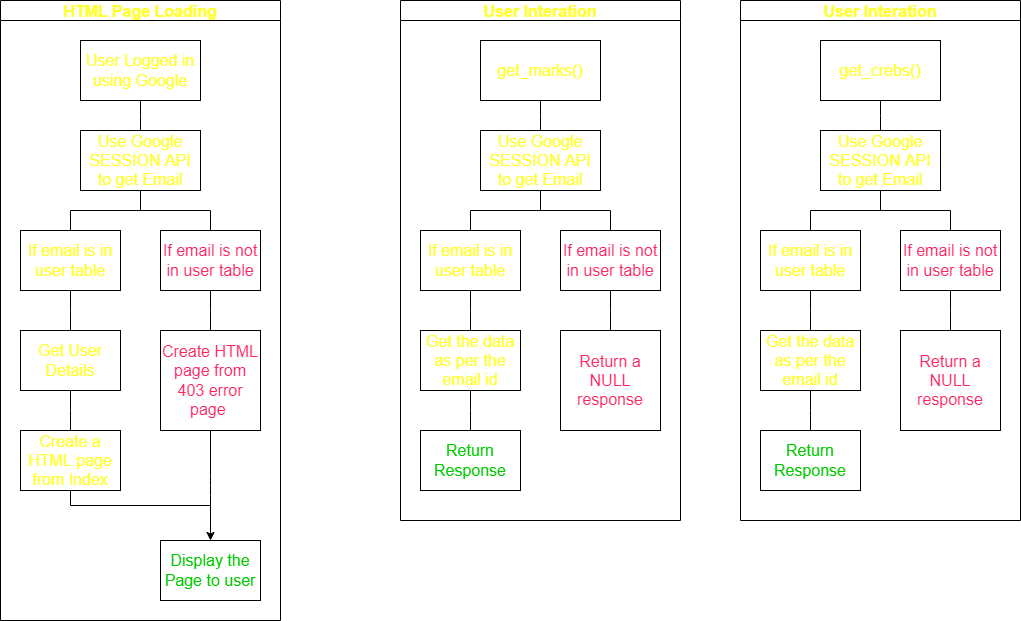 HTML Page Loading
User Logged in
using Google
Use Google
SESSION API
to get Email
If email is in
user table
If email is not
in user table
Get User
Details
Create HTML
page from
403 error
page
Create a
HTML page
from Index
Display the
Page to user
User Interation
get_marks()
Use Google
SESSION API
to get Email
If email is in
user table
If email is not
in user table
Get the data
as per the
email id
Return a
NULL
response
Return
Response
User Interation
get_crebs()
Use Google
SESSION API
to get Email
If email is in
user table
If email is not
in user table
Get the data
as per the
email id
Return a
NULL
response
Return
Response